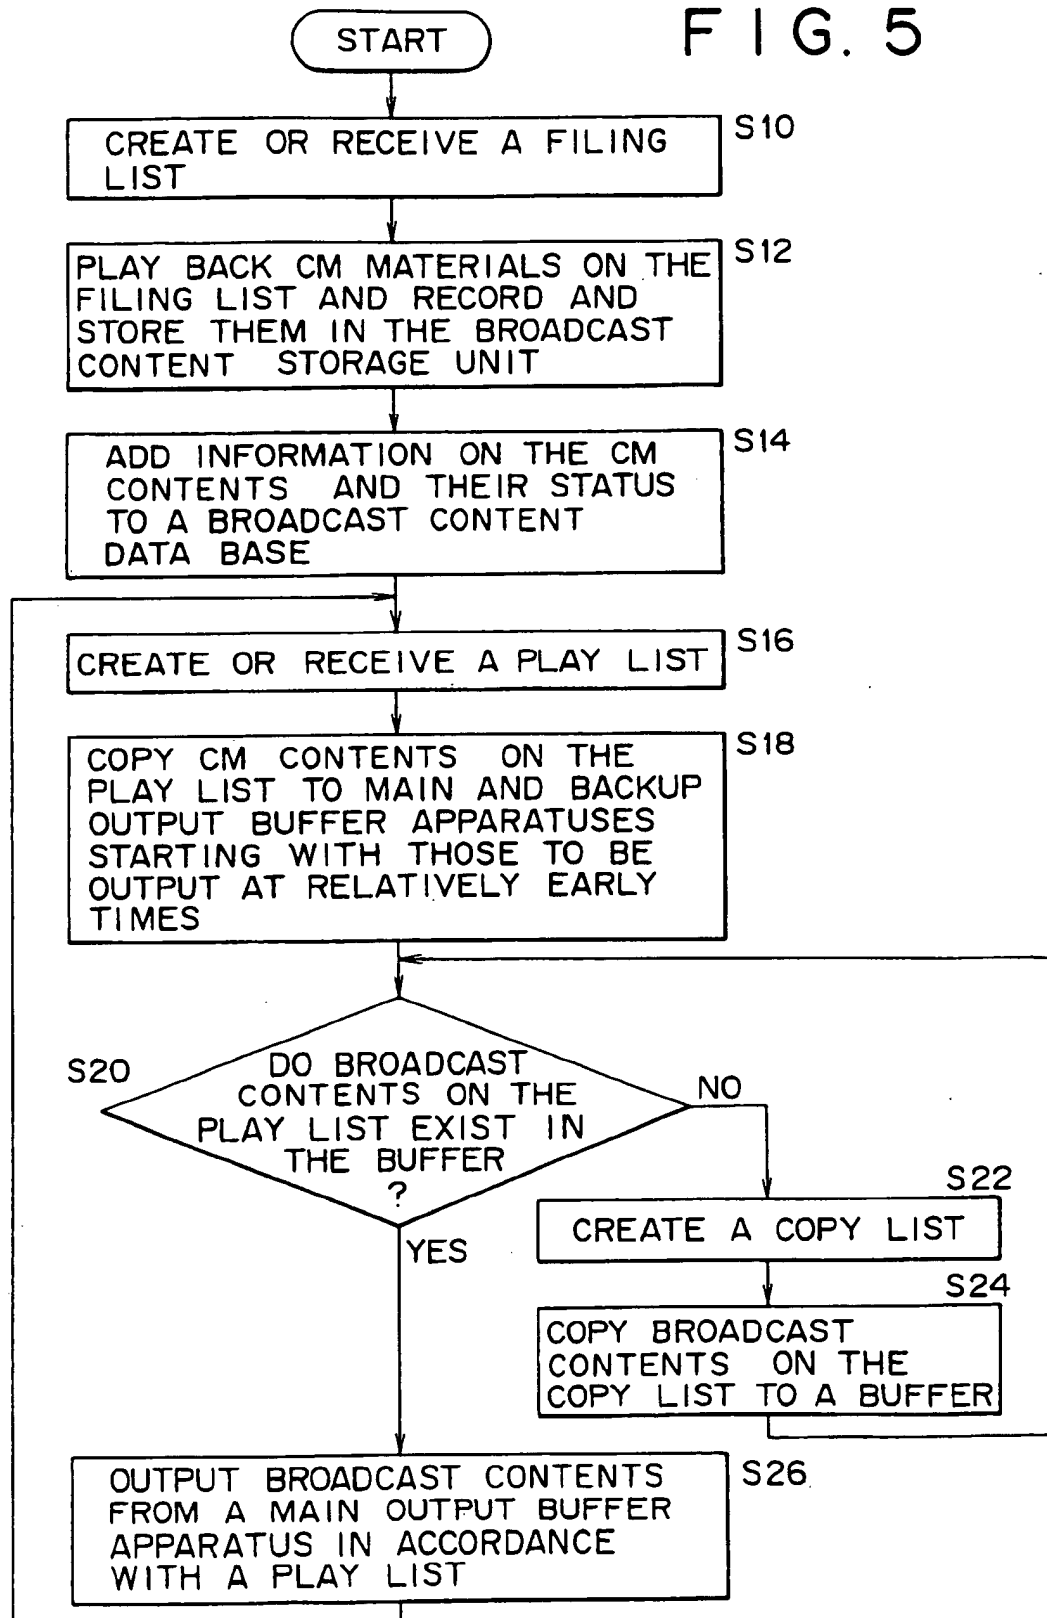 FIG. 5
START
S10
CREATE OR RECEIVE A FILING
LIST
S12
PLAY BACK CM MATERIALS ON THE
FILING LIST AND RECORD AND
STORE THEM IN THE BROADCAST
CONTENT STORAGE UNIT
S14
ADD INFORMATION ON THE CM
CONTENTS AND THEIR STATUS
TO A BROADCAST CONTENT
DATA BASE
S16
CREATE OR RECEIVE A PLAY LIST
S18
COPY CM CONTENTS ON THE
PLAY LIST TO MAIN AND BACKUP
OUTPUT BUFFER APPARATUSES
STARTING WITH THOSE TO BE
OUTPUT AT RELATIVELY EARLY
TIMES
S20
DO BROADCAST
CONTENTS ON THE
PLAY LIST EXIST IN
THE BUFFER
?
NO
YES
S22
CREATE A COPY LIST
S24
COPY BROADCAST
CONTENTS ON THE
COPY LIST TO A BUFFER
S26
OUTPUT BROADCAST CONTENTS
FROM A MAIN OUTPUT BUFFER
APPARATUS IN ACCORDANCE
WITH A PLAY LIST